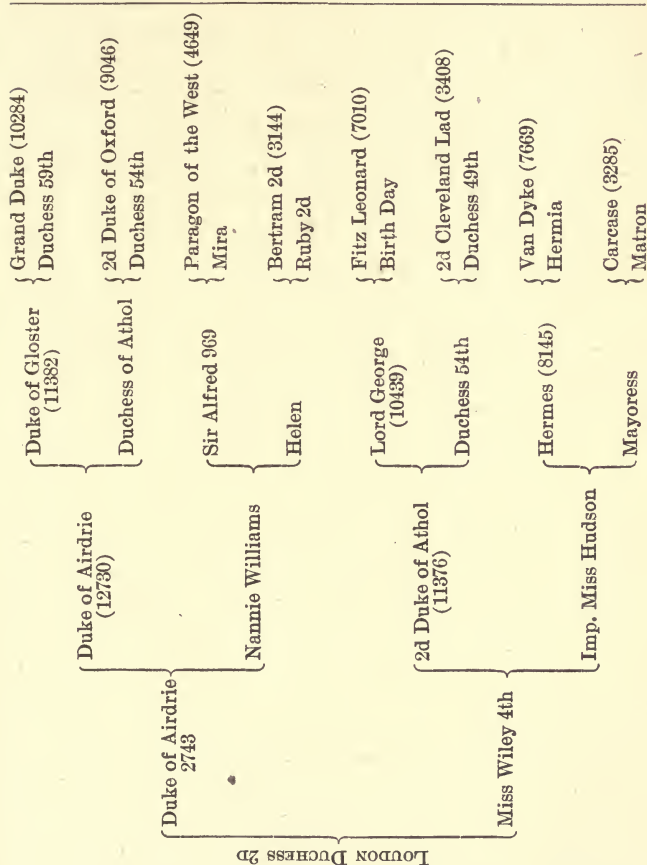 LOUDON DUCHESS 2D
Duke of Airdrie
2743
Miss Wiley 4th
Duke of Airdrie
(12730)
Nannie Williams
2d Duke of Athol
(11376)
Imp. Miss Hudson
Duke of Gloster
(11382)
Duchess of Athol
Sir Alfred 969
Helen
Lord George
(10439)
Duchess 54th
Hermes (8145)
Mayoress
Grand Duke (10284)
Duchess 59th
2d Duke of Oxford (9046)
Duchess 54th
Paragon of the West (4649)
Mira
Bertram 2d (3144)
Ruby 2d
Fitz Leonard (7010)
Birth Day
2d Cleveland Lad (3408)
Duchess 49th
Van Dyke (7669)
Hermia
Carcase (3285)
Matron